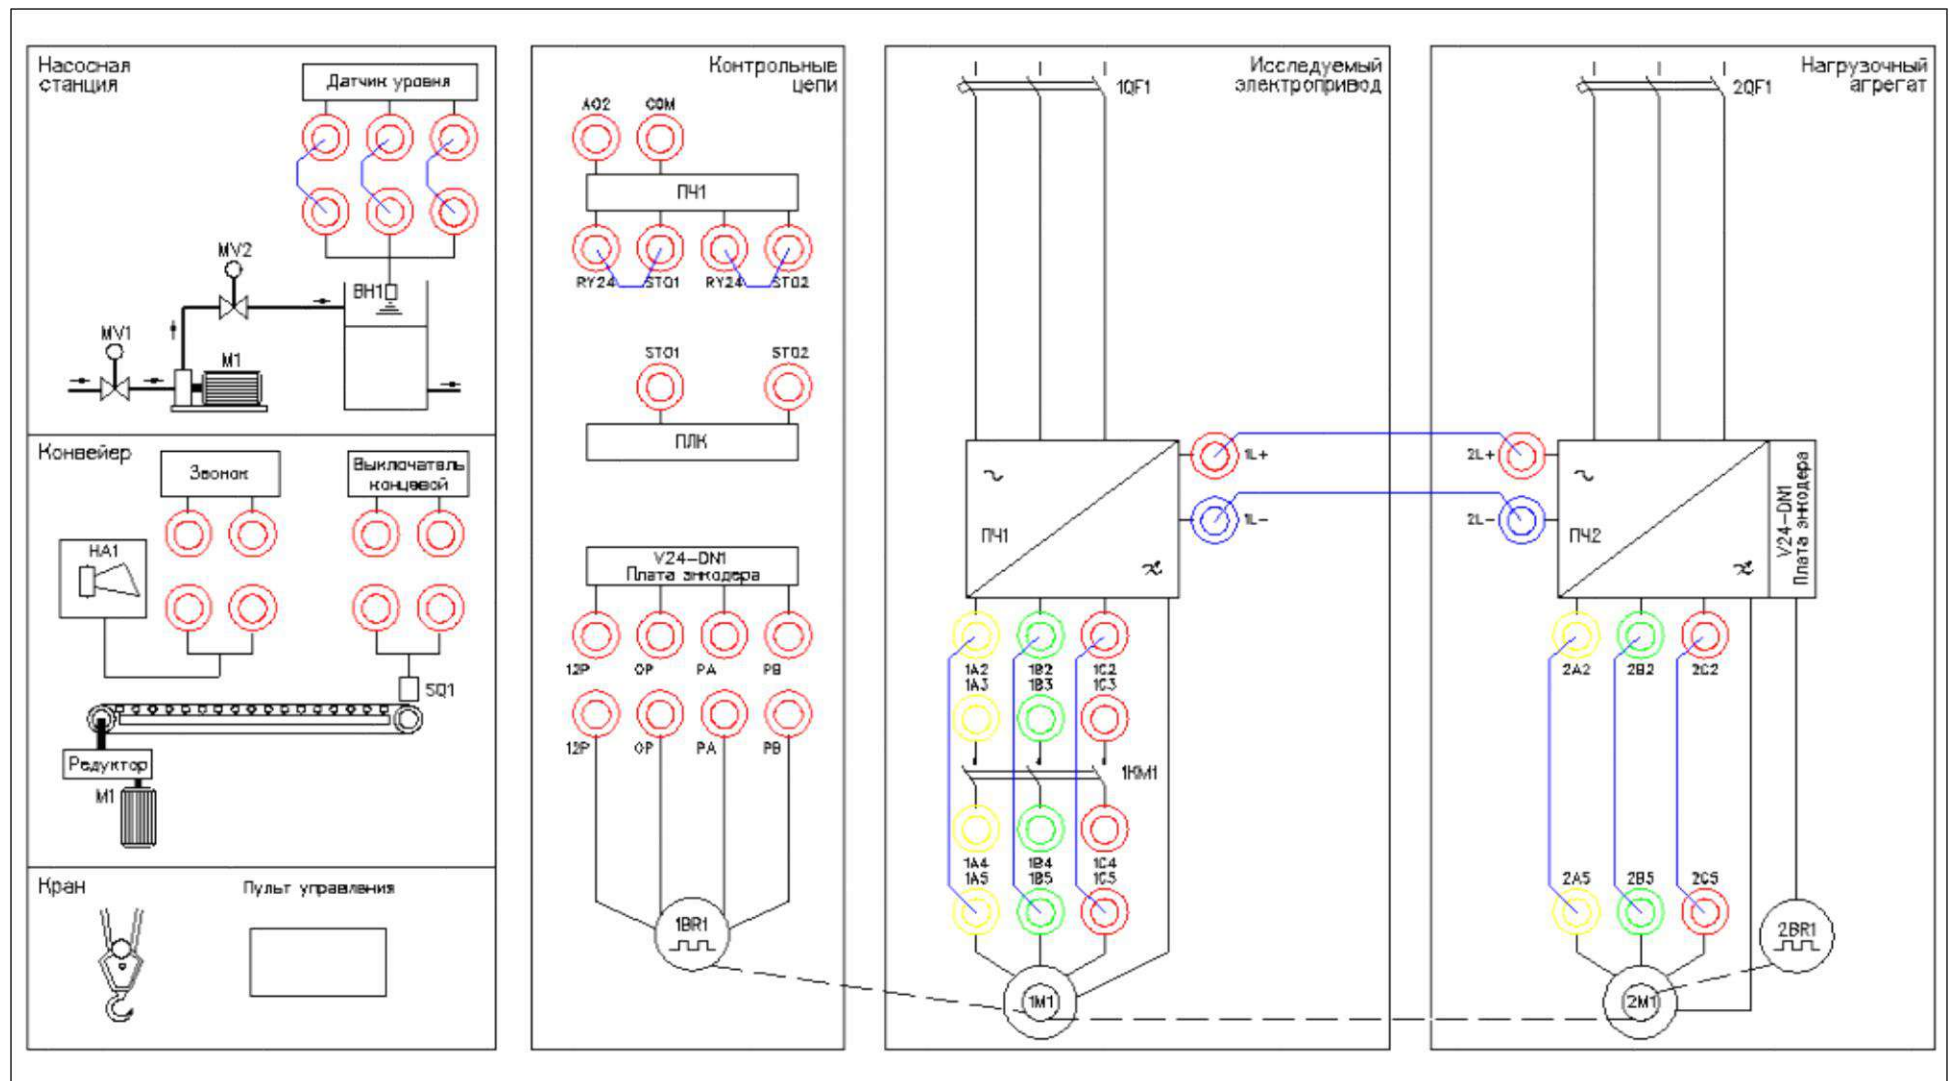 Насосная
станция
Датчик уровня
MV2
BH1
MV1
M1
Конвейер
Звонок
Выключатель
концевой
HA1
SQ1
Редуктор
M1
Кран
Пульт управления
Контрольные
цепи
AO2 COM
ПЧ1
RY24 STO1 RY24 STO2
STO1 STO2
ПЛК
V24-DN1
Плата энкодера
12P OP PA PB
12P OP PA PB
1BR1
Исследуемый
электропривод
1QF1
1L+
1L-
ПЧ1
1A2 1B2 1C2
1A3 1B3 1C3
1KM1
1A4 1B4 1C4
1A5 1B5 1C5
1M1
Нагрузочный
агрегат
2QF1
2L+
2L-
ПЧ2
V24-DN1
Плата энкодера
2A2 2B2 2C2
2A5 2B5 2C5
2BR1
2M1